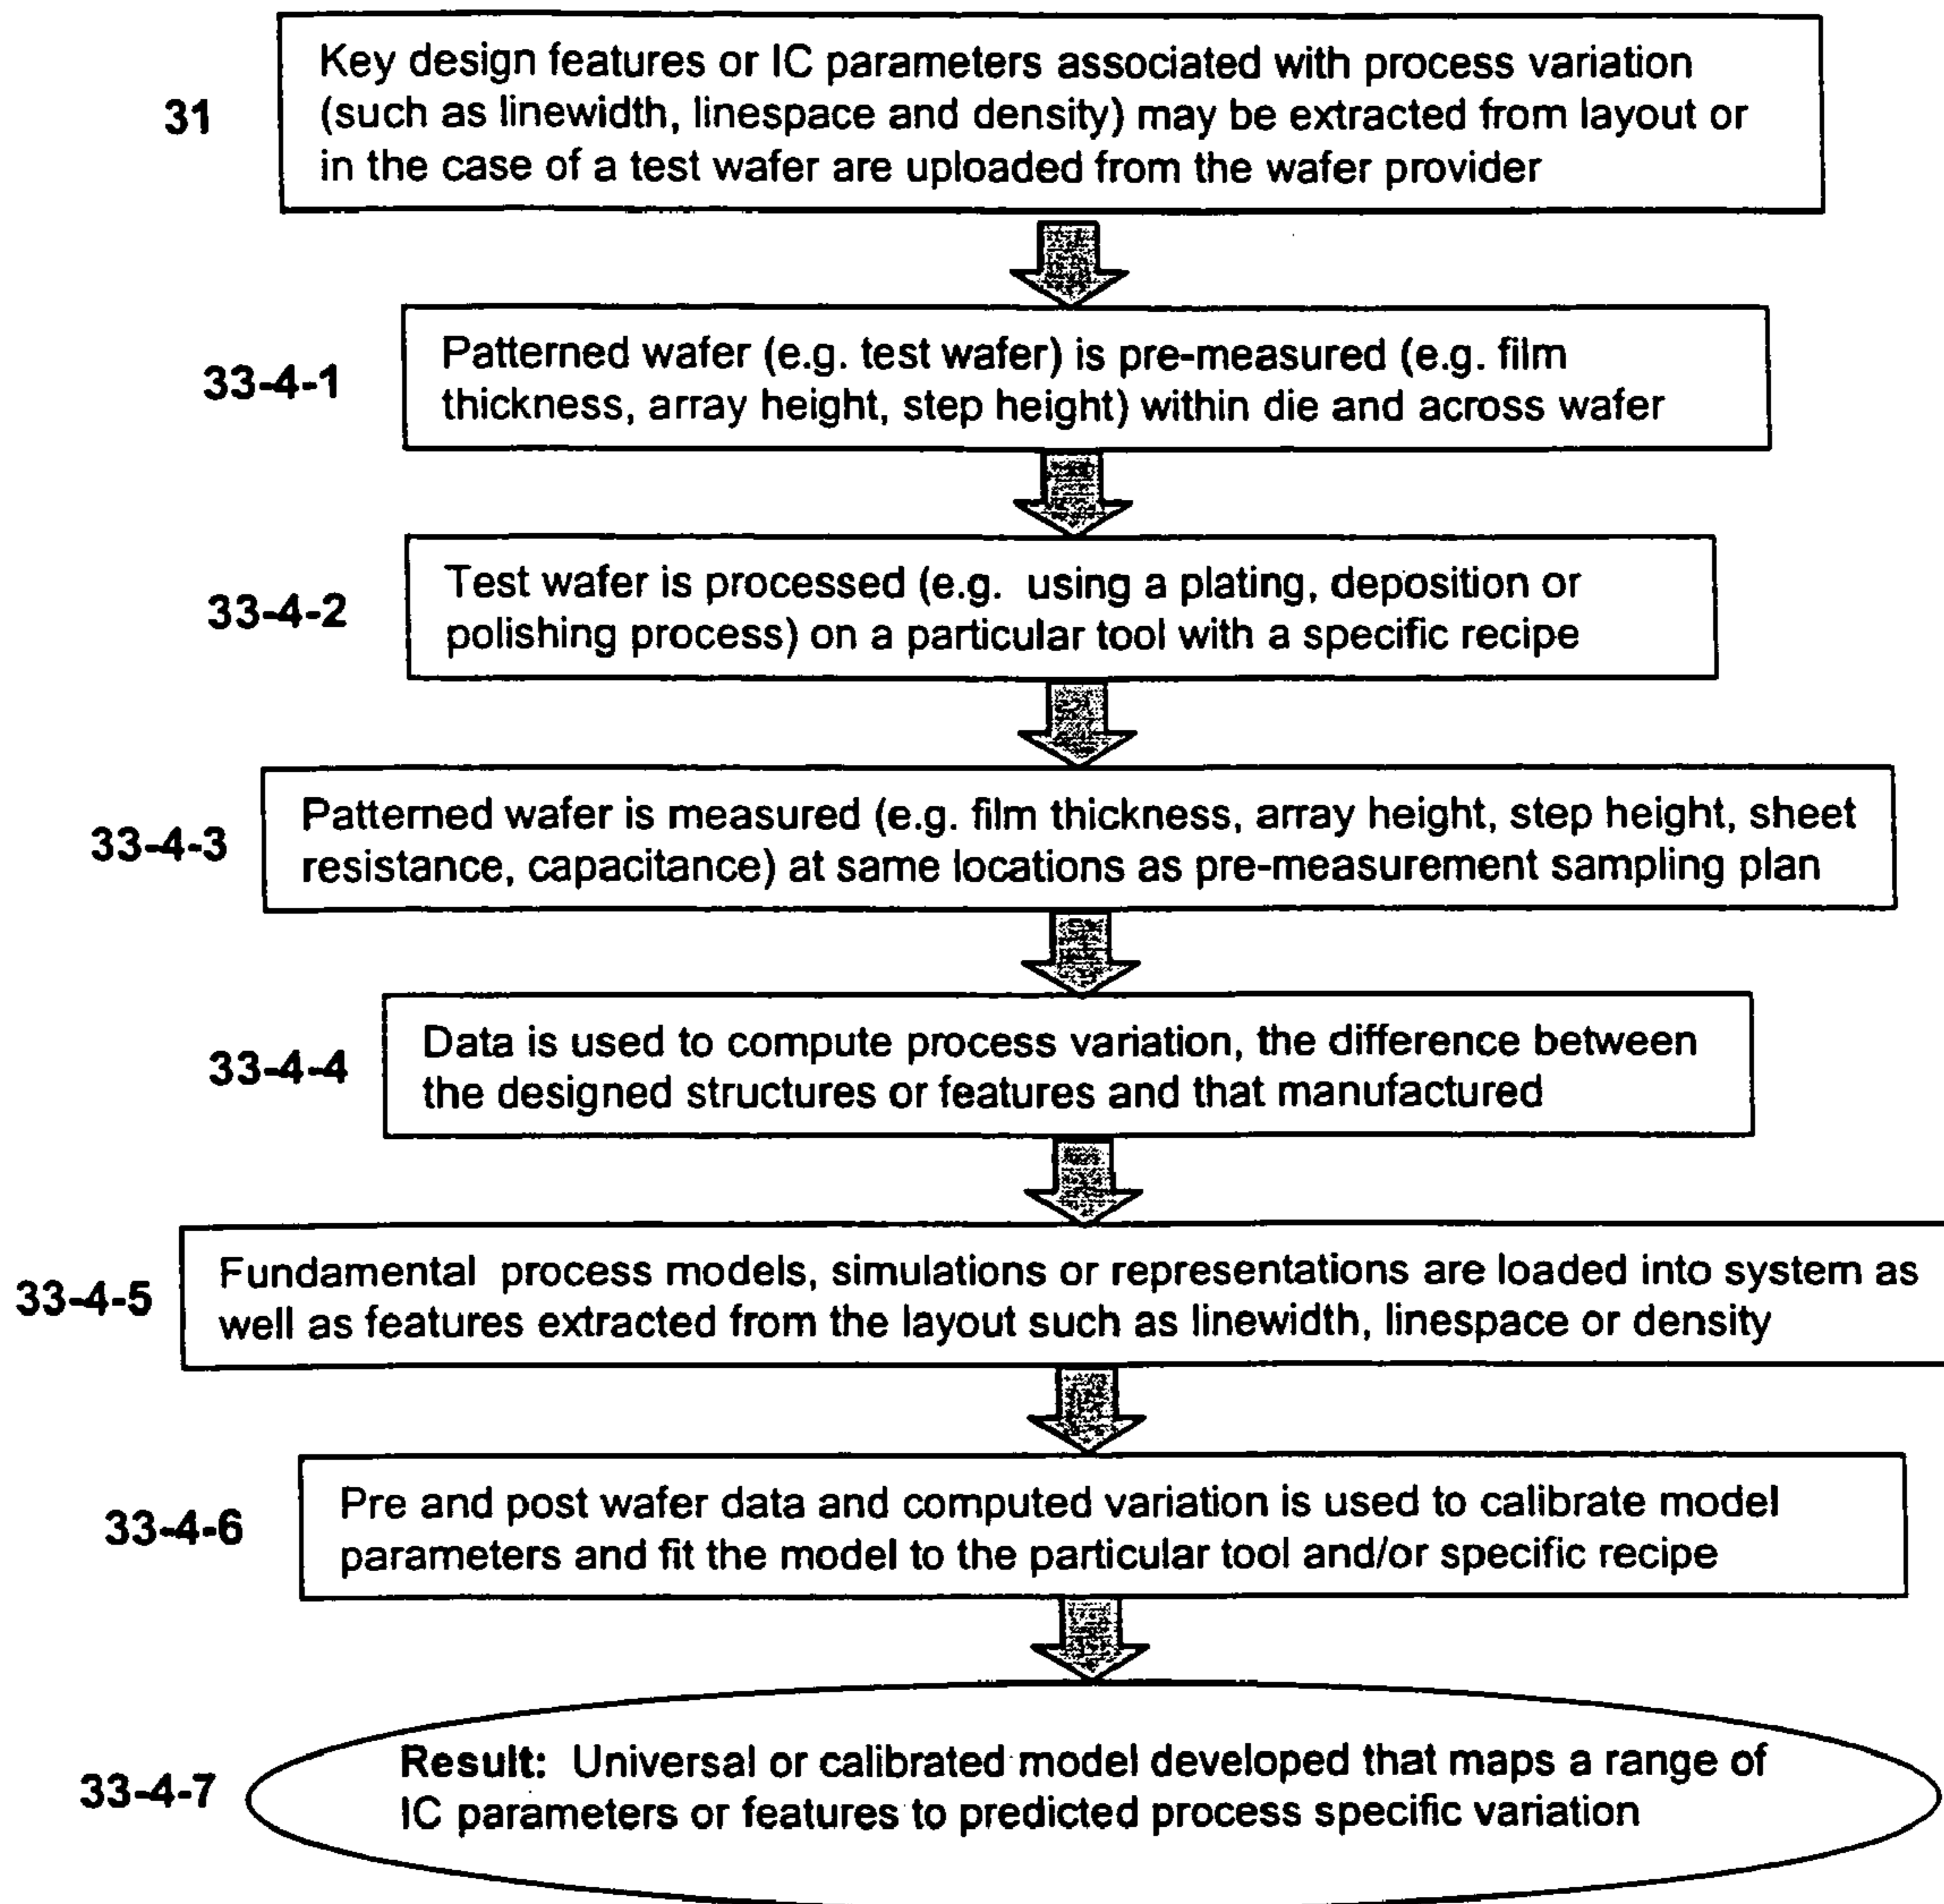 Key design features or IC parameters associated with process variation
31 (such as linewidth, linespace and density) may be extracted from layout or
in the case of a test wafer are uploaded from the wafer provider
Patterned wafer (e.g. test wafer) is pre-measured (e.g. film
33-4-1 thickness, array height, step height) within die and across wafer
Test wafer is processed (e.g. using a plating, deposition or
33-4-2 polishing process) on a particular tool with a specific recipe
Patterned wafer is measured (e.g. film thickness, array height, step height, sheet
33-4-3 resistance, capacitance) at same locations as pre-measurement sampling plan
Data is used to compute process variation, the difference between
33-4-4 the designed structures or features and that manufactured
Fundamental process models, simulations or representations are loaded into system as
33-4-5 well as features extracted from the layout such as linewidth, linespace or density
Pre and post wafer data and computed variation is used to calibrate model
33-4-6 parameters and fit the model to the particular tool and/or specific recipe
Result: Universal or calibrated model developed that maps a range of
33-4-7 IC parameters or features to predicted process specific variation